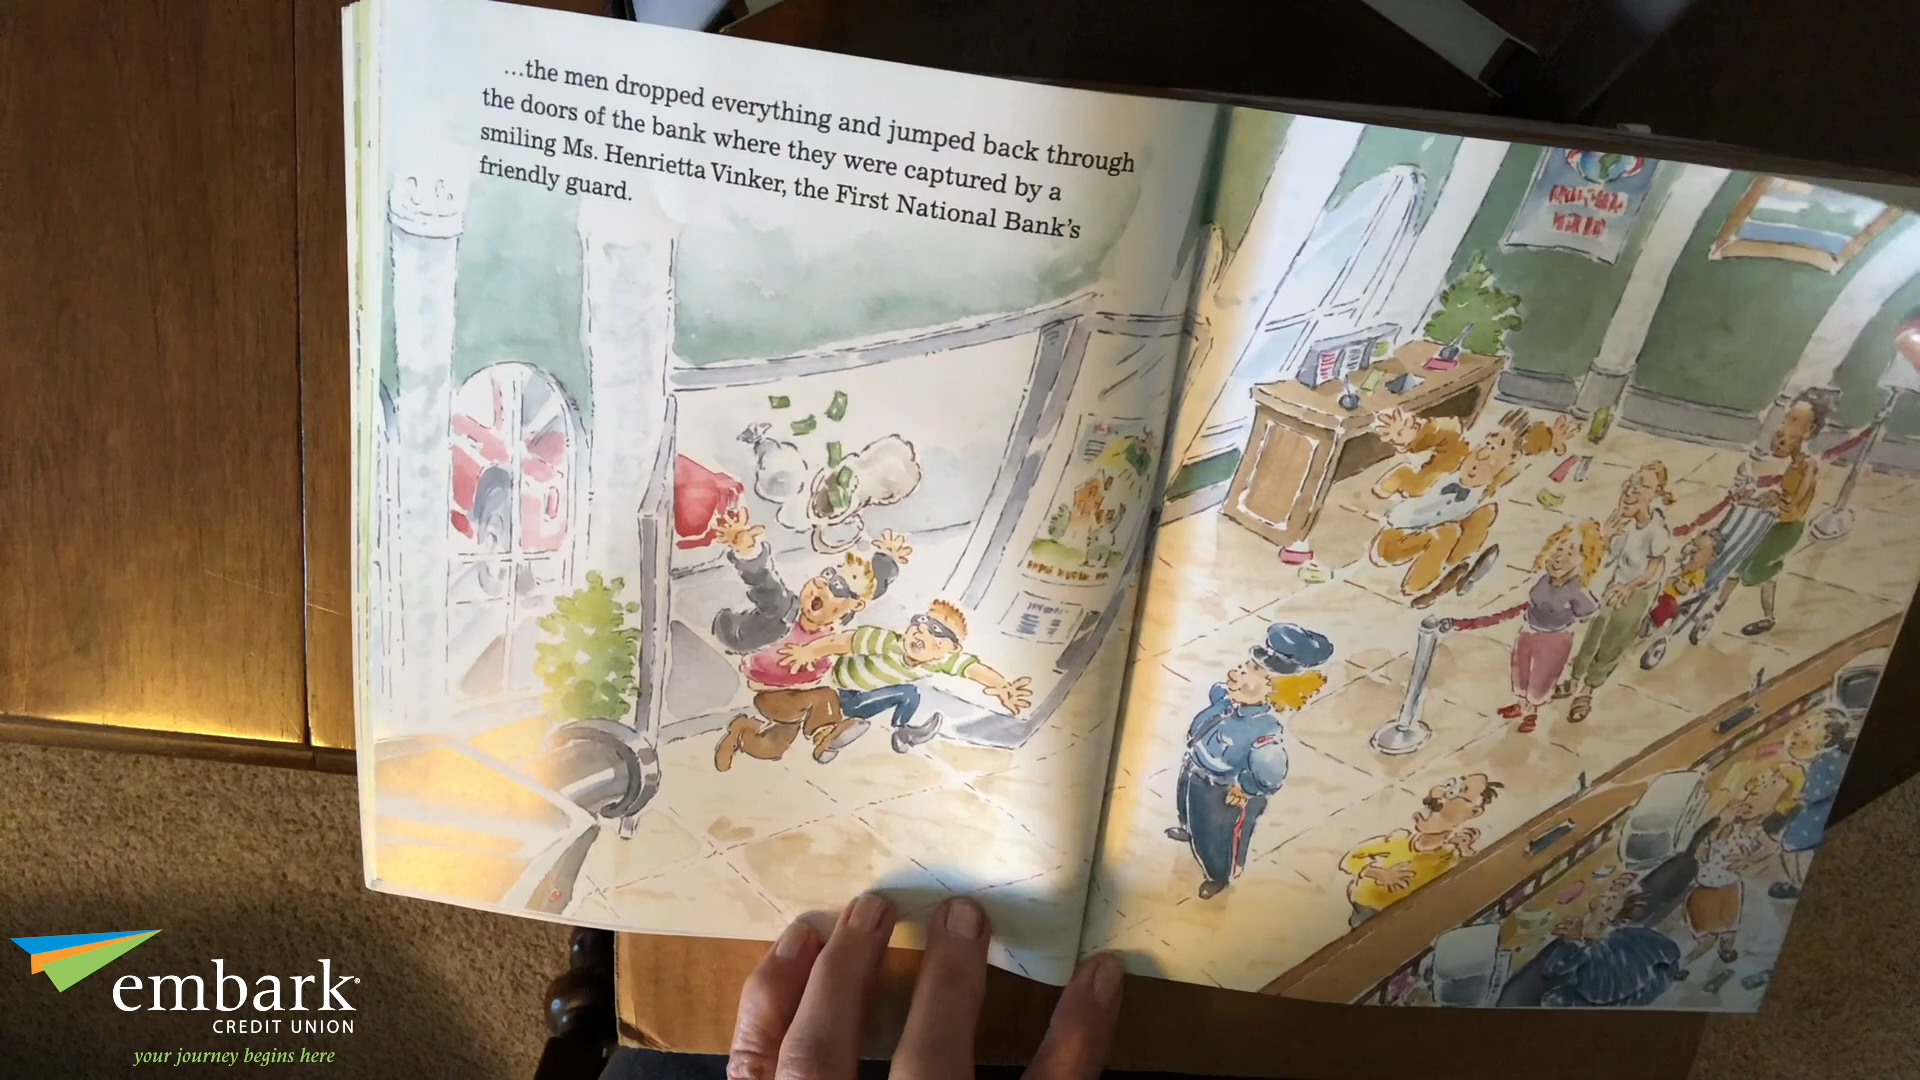 ...the men dropped everything and jumped back through
the doors of the bank where they were captured by a
smiling Ms. Henrietta Vinker, the First National Bank's
friendly guard.
embark®
CREDIT UNION
your journey begins here